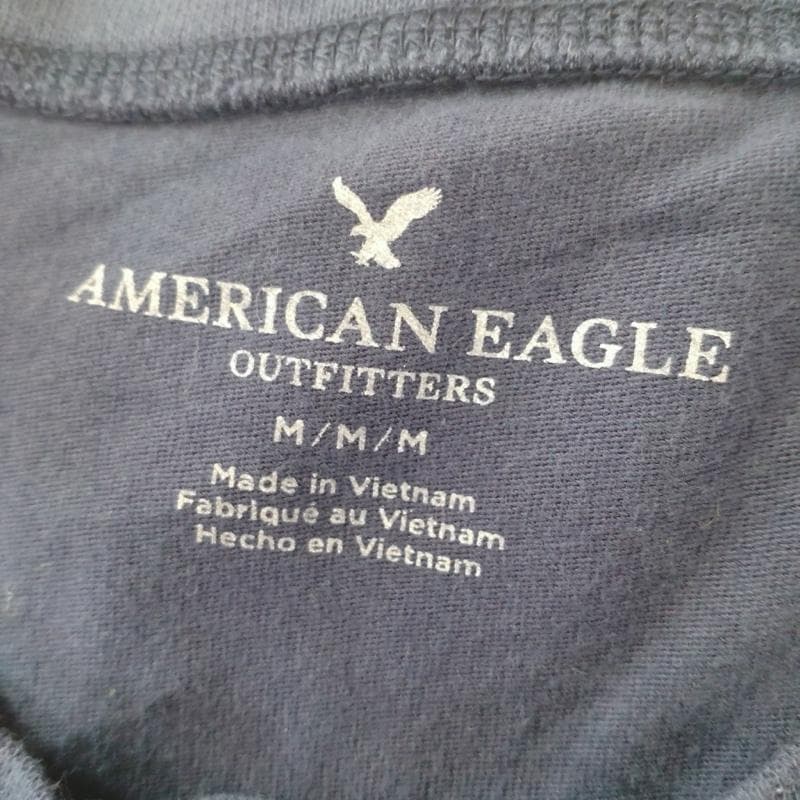 AMERICAN EAGLE
OUTFITTERS
M/M/M
Made in Vietnam
Fabriqué au Vietnam
Hecho en Vietnam